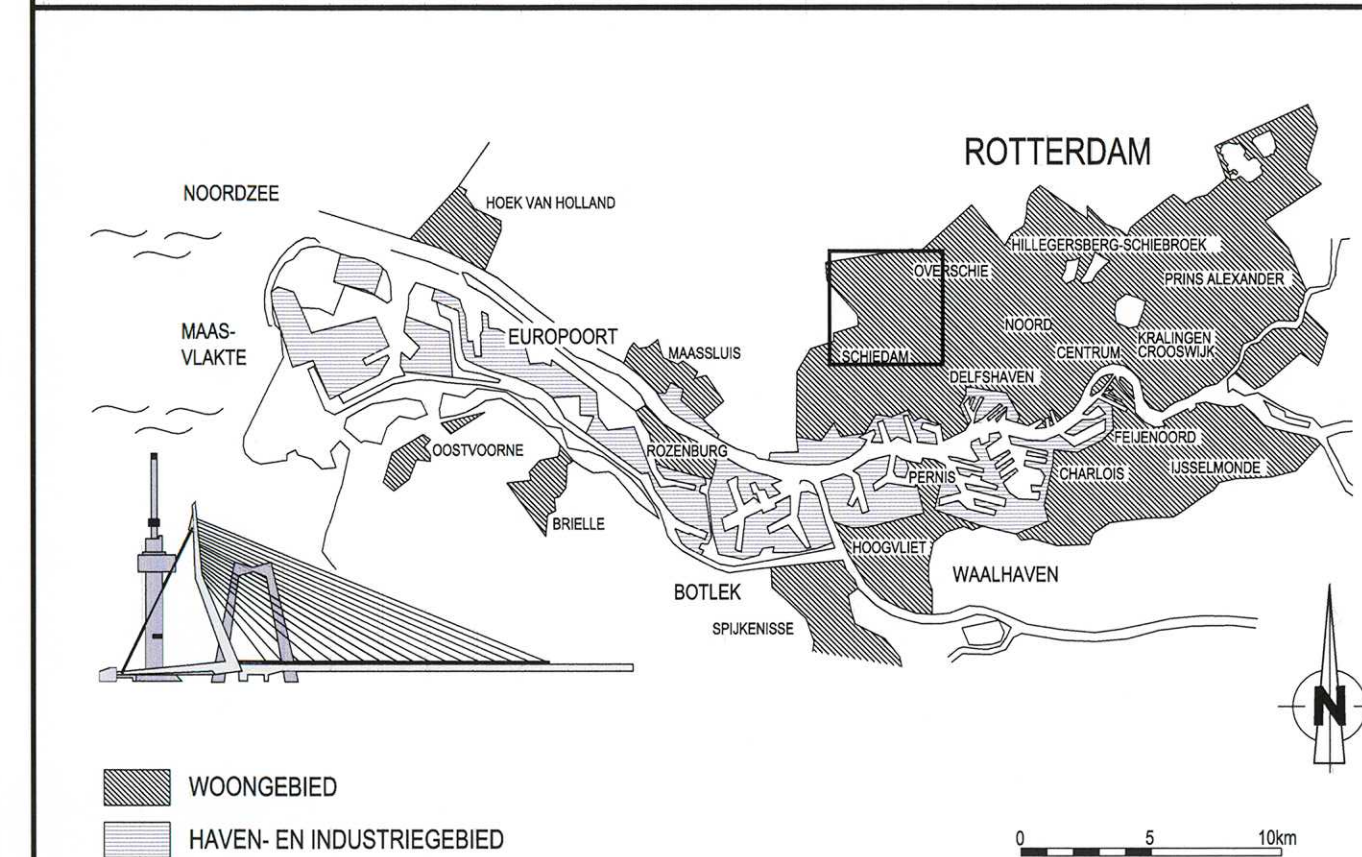 ROTTERDAM
NOORDZEE
HOEK VAN HOLLAND
HILLEGERSBERG-SCHIEBROEK
OVERSCHIE
PRINS ALEXANDER
MAAS-
VLAKTE
EUROPOORT
NOORD
KRALINGEN
CROOSWIJK
MAASSLUIS
SCHIEDAM
CENTRUM
DELFSHAVEN
OOSTVOORNE
ROZENBURG
FEIJENOORD
PERNIS
CHARLOIS
IJSSELMONDE
BRIELLE
HOOGVLIET
BOTLEK
WAALHAVEN
SPIJKENISSE
N
WOONGEBIED
HAVEN- EN INDUSTRIEGEBIED
0 5 10km